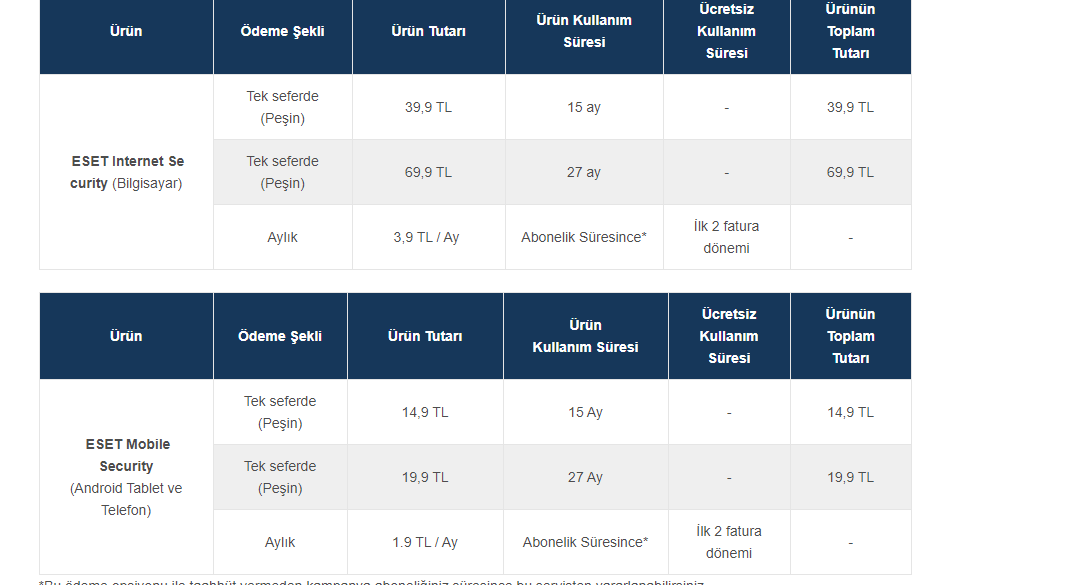 Ürün Ödeme Şekli Ürün Tutarı Ürün Kullanım Süresi Ücretsiz Kullanım Süresi Ürünün Toplam Tutarı
ESET Internet Se
curity (Bilgisayar)
Tek seferde
(Peşin)
39,9 TL
15 ay
-
39,9 TL
Tek seferde
(Peşin)
69,9 TL
27 ay
-
69,9 TL
Aylık
3,9 TL / Ay
Abonelik Süresince*
İlk 2 fatura
dönemi
-
Ürün Ödeme Şekli Ürün Tutarı Ürün Kullanım Süresi Ücretsiz Kullanım Süresi Ürünün Toplam Tutarı
ESET Mobile
Security
(Android Tablet ve
Telefon)
Tek seferde
(Peşin)
14,9 TL
15 Ay
-
14,9 TL
Tek seferde
(Peşin)
19,9 TL
27 Ay
-
19,9 TL
Aylık
1.9 TL / Ay
Abonelik Süresince*
İlk 2 fatura
dönemi
-
*Bu ödeme opsiyonu ile taahhüt vermeden kampanya aboneliğiniz süresince bu servisten yararlanabilirsiniz.